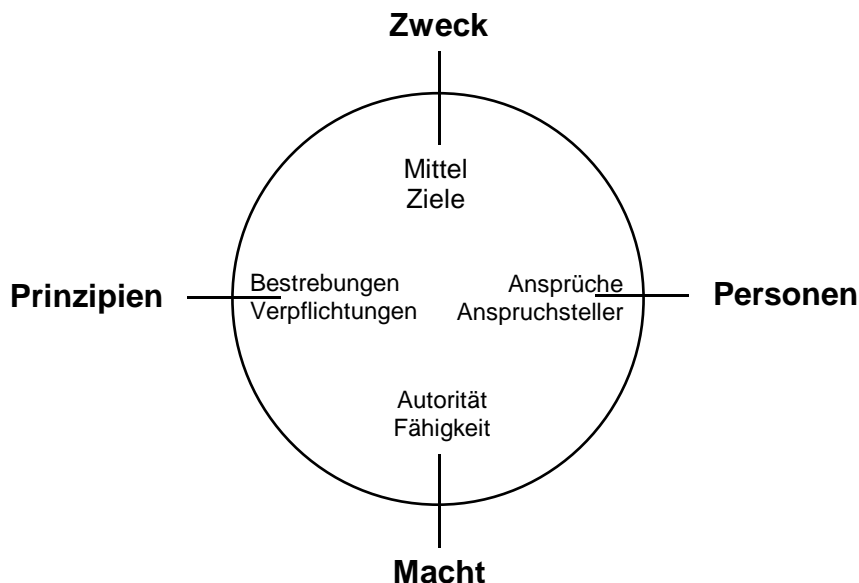 Zweck
Mittel
Ziele
Prinzipien
Bestrebungen
Verpflichtungen
Ansprüche
Anspruchsteller
Personen
Autorität
Fähigkeit
Macht